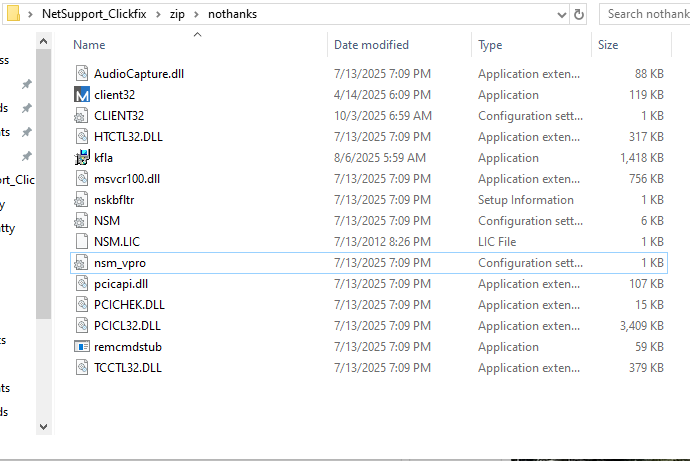 NetSupport_Clickfix > zip > nothanks
Search nothank
Name Date modified Type Size
ss
AudioCapture.dll 7/13/2025 7:09 PM Application exten... 88 KB
client32 4/14/2025 6:09 PM Application 119 KB
ds
CLIENT32 10/3/2025 6:59 AM Configuration sett... 1 KB
nts
HTCTL32.DLL 7/13/2025 7:09 PM Application exten... 317 KB
kfla 8/6/2025 5:59 AM Application 1,418 KB
ort_Clic
msvcr100.dll 7/13/2025 7:09 PM Application exten... 756 KB
y
nskbfltr 7/13/2025 7:09 PM Setup Information 1 KB
tty
NSM 7/13/2025 7:09 PM Configuration sett... 6 KB
NSM.LIC 7/13/2012 8:26 PM LIC File 1 KB
nsm_vpro 7/13/2025 7:09 PM Configuration sett... 1 KB
pcicapi.dll 7/13/2025 7:09 PM Application exten... 107 KB
PCICHEK.DLL 7/13/2025 7:09 PM Application exten... 15 KB
PCICL32.DLL 7/13/2025 7:09 PM Application exten... 3,409 KB
ts
remcmdstub 7/13/2025 7:09 PM Application 59 KB
TCCTL32.DLL 7/13/2025 7:09 PM Application exten... 379 KB
nts
ds